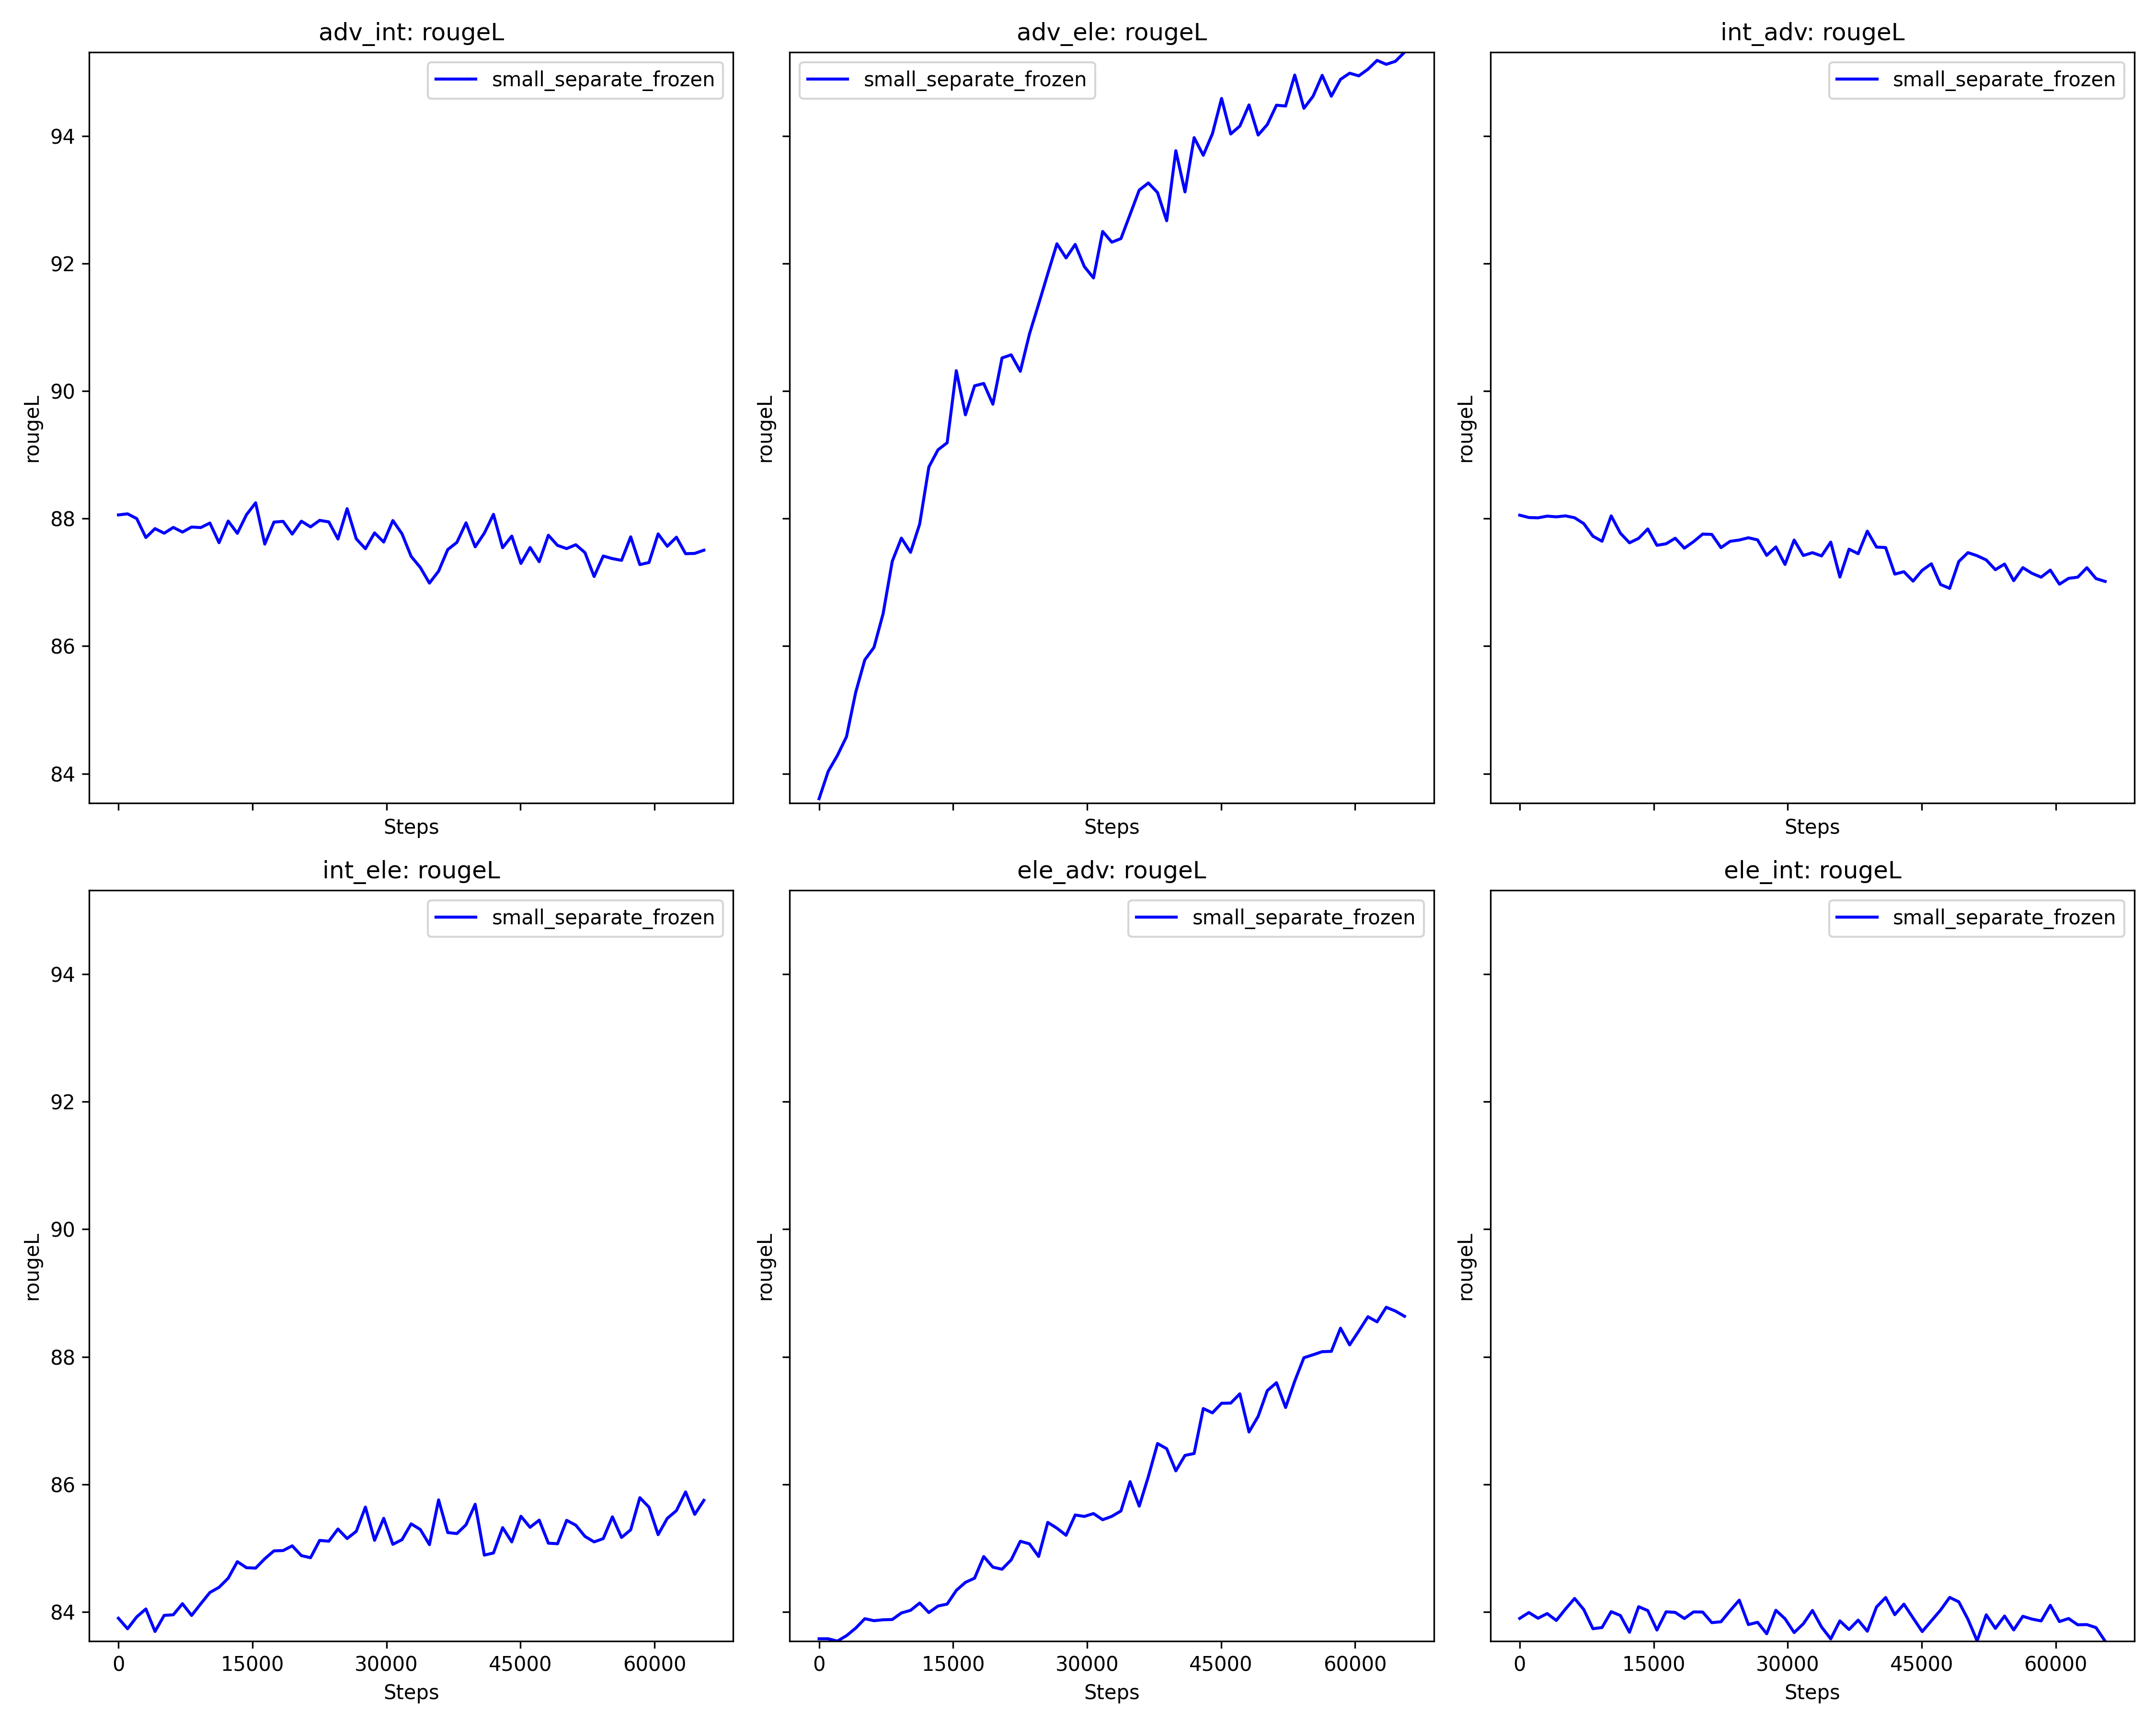 adv_int: rougeL
small_separate_frozen
rougeL
94
92
90
88
86
84
Steps
adv_ele: rougeL
small_separate_frozen
rougeL
Steps
int_adv: rougeL
small_separate_frozen
rougeL
Steps
int_ele: rougeL
small_separate_frozen
rougeL
94
92
90
88
86
84
0 15000 30000 45000 60000
Steps
ele_adv: rougeL
small_separate_frozen
rougeL
0 15000 30000 45000 60000
Steps
ele_int: rougeL
small_separate_frozen
rougeL
0 15000 30000 45000 60000
Steps